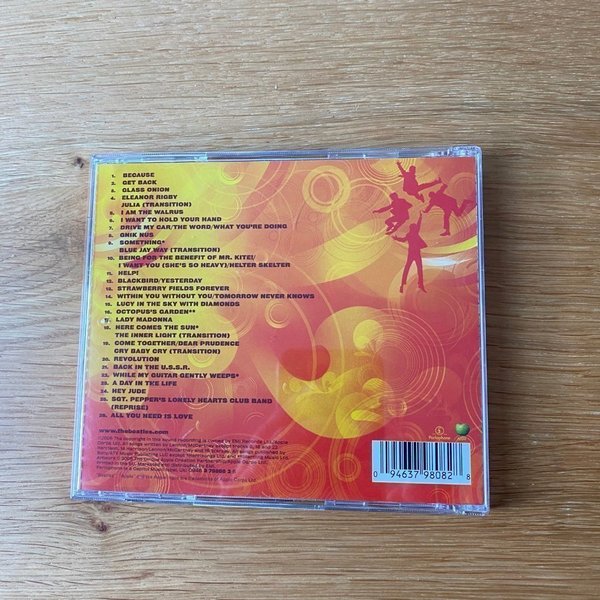 1. BECAUSE
2. GET BACK
3. GLASS ONION
4. ELEANOR RIGBY
JULIA (TRANSITION)
5. I AM THE WALRUS
6. I WANT TO HOLD YOUR HAND
7. DRIVE MY CAR/THE WORD/WHAT YOU'RE DOING
8. GNIK NUS
9. SOMETHING*
BLUE JAY WAY (TRANSITION)
10. BEING FOR THE BENEFIT OF MR. KITE!/
I WANT YOU (SHE'S SO HEAVY)/HELTER SKELTER
11. HELP!
12. BLACKBIRD/YESTERDAY
13. STRAWBERRY FIELDS FOREVER
14. WITHIN YOU WITHOUT YOU/TOMORROW NEVER KNOWS
15. LUCY IN THE SKY WITH DIAMONDS
16. OCTOPUS'S GARDEN**
17. LADY MADONNA
18. HERE COMES THE SUN*
THE INNER LIGHT (TRANSITION)
19. COME TOGETHER/DEAR PRUDENCE
CRY BABY CRY (TRANSITION)
20. REVOLUTION
21. BACK IN THE U.S.S.R.
22. WHILE MY GUITAR GENTLY WEEPS*
23. A DAY IN THE LIFE
24. HEY JUDE
25. SGT. PEPPER'S LONELY HEARTS CLUB BAND
(REPRISE)
26. ALL YOU NEED IS LOVE
www.thebeatles.com
Parlophone
0 94637 98082 8